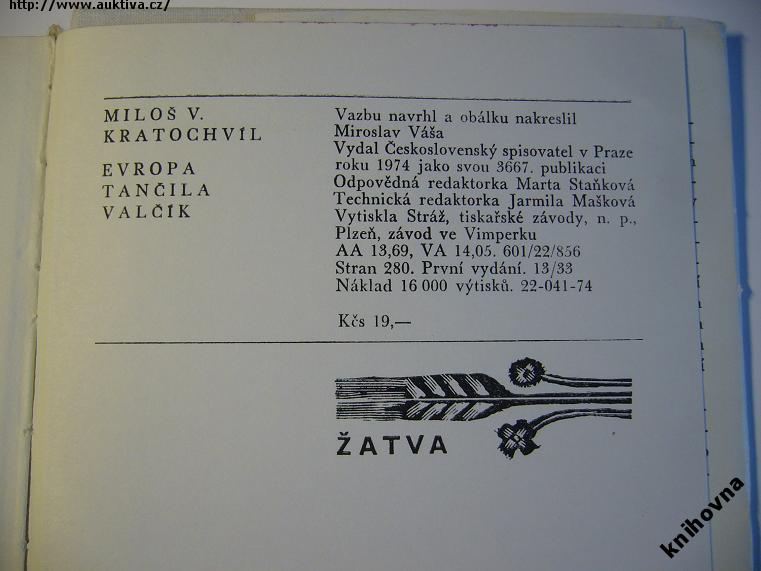 http://www.auktiva.cz/
MILOŠ V.
KRATOCHVÍL
EVROPA
TANČILA
VALČÍK
Vazbu navrhl a obálku nakreslil
Miroslav Váša
Vydal Československý spisovatel v Praze
roku 1974 jako svou 3667. publikaci
Odpovědná redaktorka Marta Staňková
Technická redaktorka Jarmila Mašková
Vytiskla Stráž, tiskařské závody, n. p.,
Plzeň, závod ve Vimperku
AA 13,69, VA 14,05. 601/22/856
Stran 280. První vydání. 13/33
Náklad 16 000 výtisků. 22-041-74
Kčs 19,—
ŽATVA
knihovna